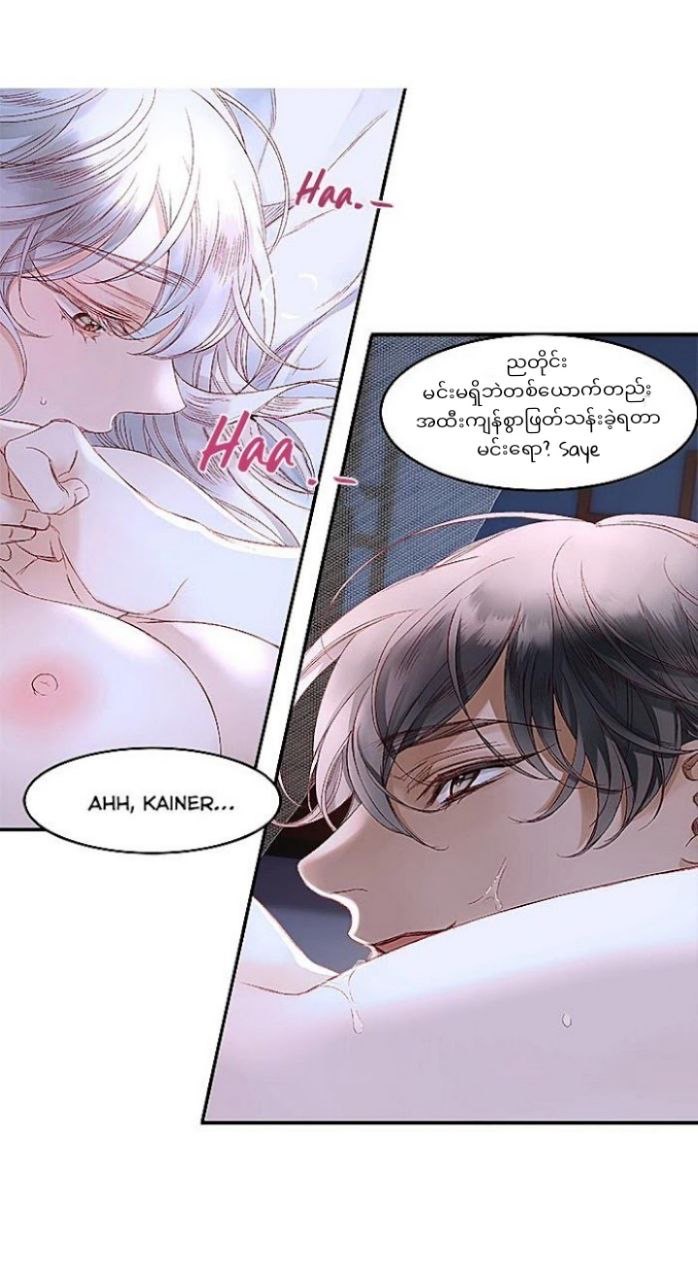 Haa.-
ညတိုင်း
မင်းမရှိဘဲတစ်ယောက်တည်း
အထီးကျန်စွာဖြတ်သန်းခဲ့ရတာ
မင်းရော? Saye
Haa.-
AHH, KAINER...